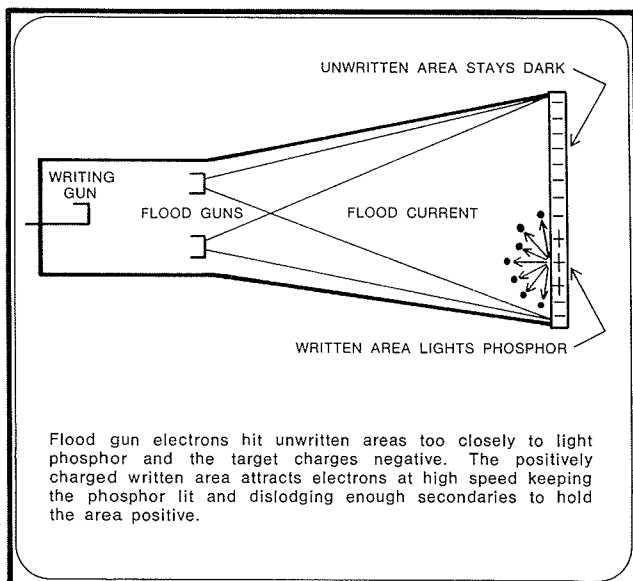 UNWRITTEN AREA STAYS DARK
WRITING
GUN
FLOOD GUNS
FLOOD CURRENT
WRITTEN AREA LIGHTS PHOSPHOR
Flood gun electrons hit unwritten areas too closely to light
phosphor and the target charges negative. The positively
charged written area attracts electrons at high speed keeping
the phosphor lit and dislodging enough secondaries to hold
the area positive.